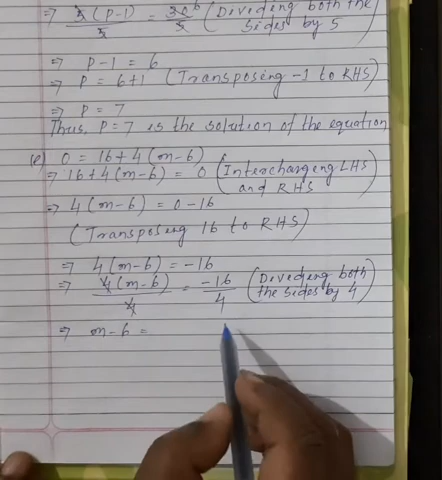 ⇒ 5(P-1)/5 = 30 6/5 (Dividing both the sides by 5)
⇒ P-1 = 6
⇒ P = 6+1 (Transposing -1 to RHS)
⇒ P = 7
Thus, P=7 is the solution of the equation
(e) 0 = 16+4(m-6)
⇒ 16+4(m-6) = 0 (Interchanging LHS and RHS)
⇒ 4(m-6) = 0-16
(Transposing 16 to RHS)
⇒ 4(m-6) = -16
⇒ 4(m-6)/4 = -16/4 (Dividing both the sides by 4)
⇒ m-6 =